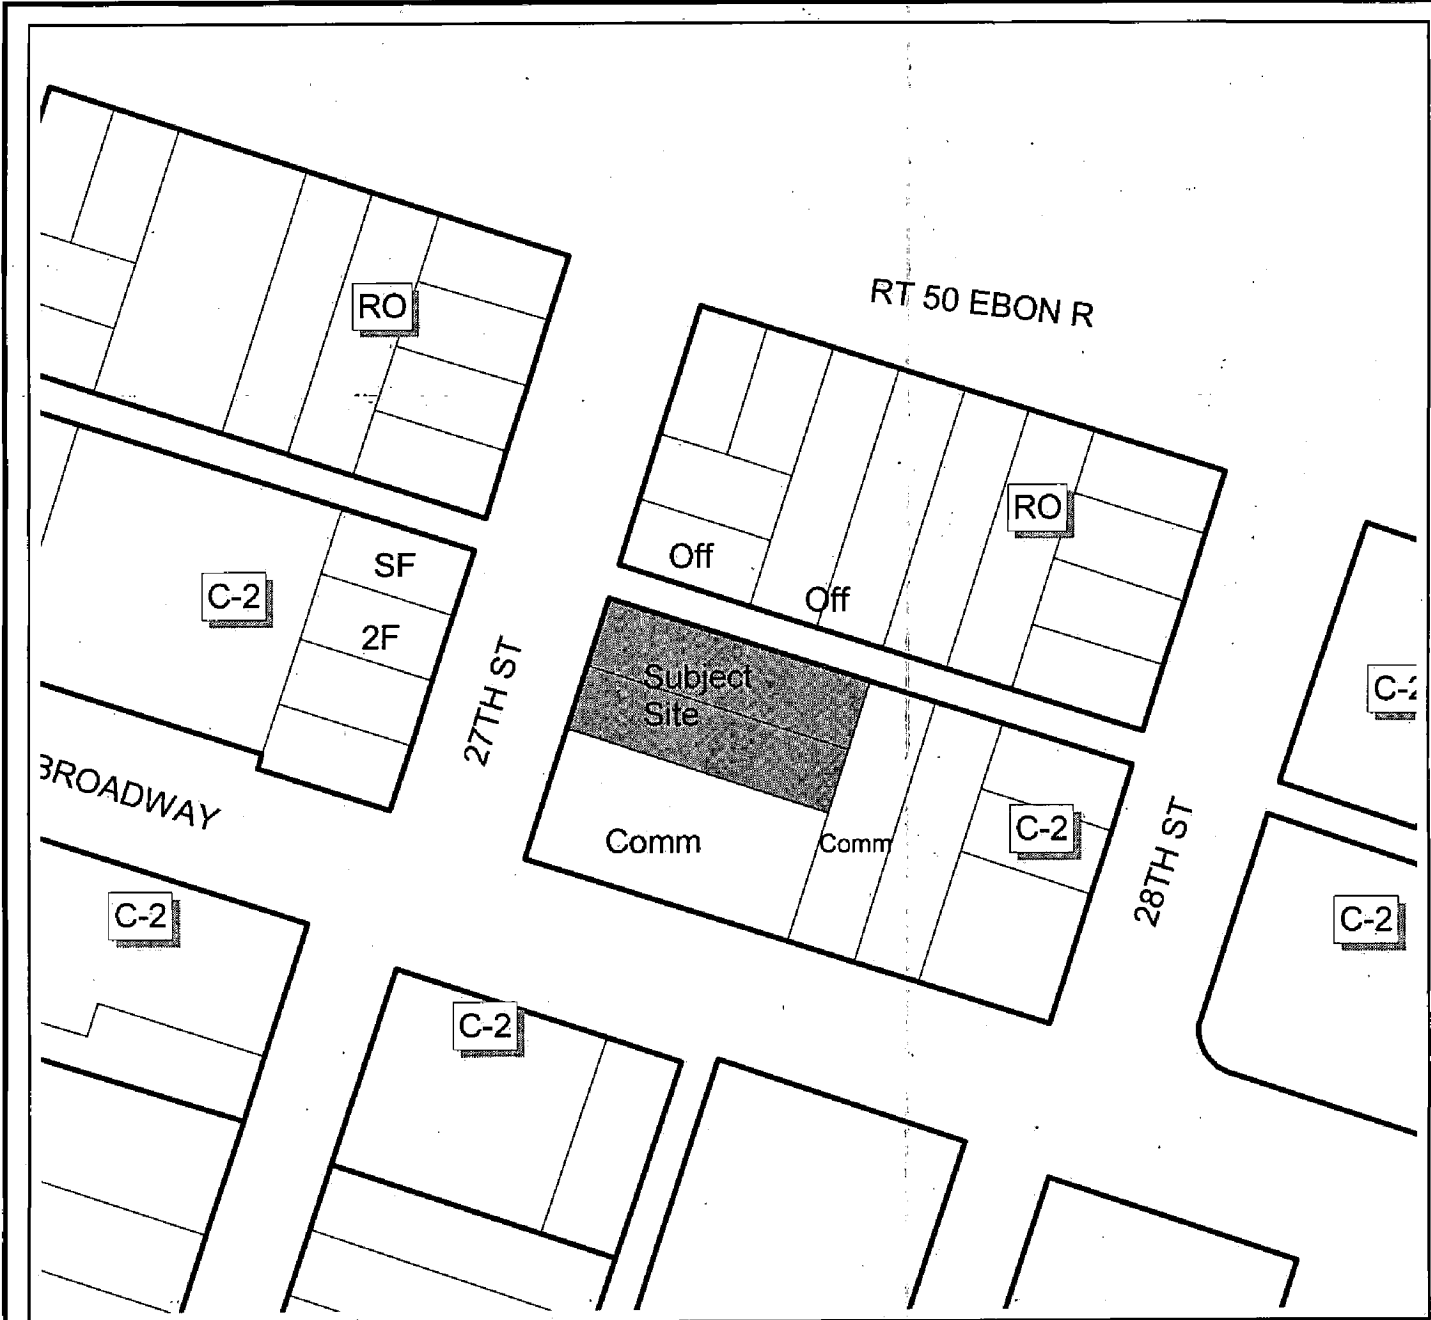 RT 50 EBON R
RO
RO
Off
SF
C-2
Off
2F
27TH ST
Subject
Site
BROADWAY
Comm
Comm
C-2
28TH ST
C-2
C-2
C-2
C-2